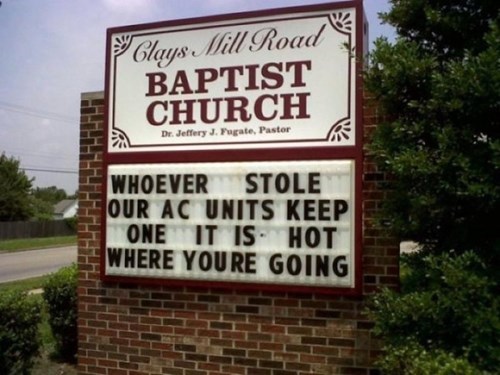 Clays Mill Road
BAPTIST
CHURCH
Dr. Jeffery J. Fugate, Pastor
WHOEVER STOLE
OUR AC UNITS KEEP
ONE IT IS HOT
WHERE YOURE GOING